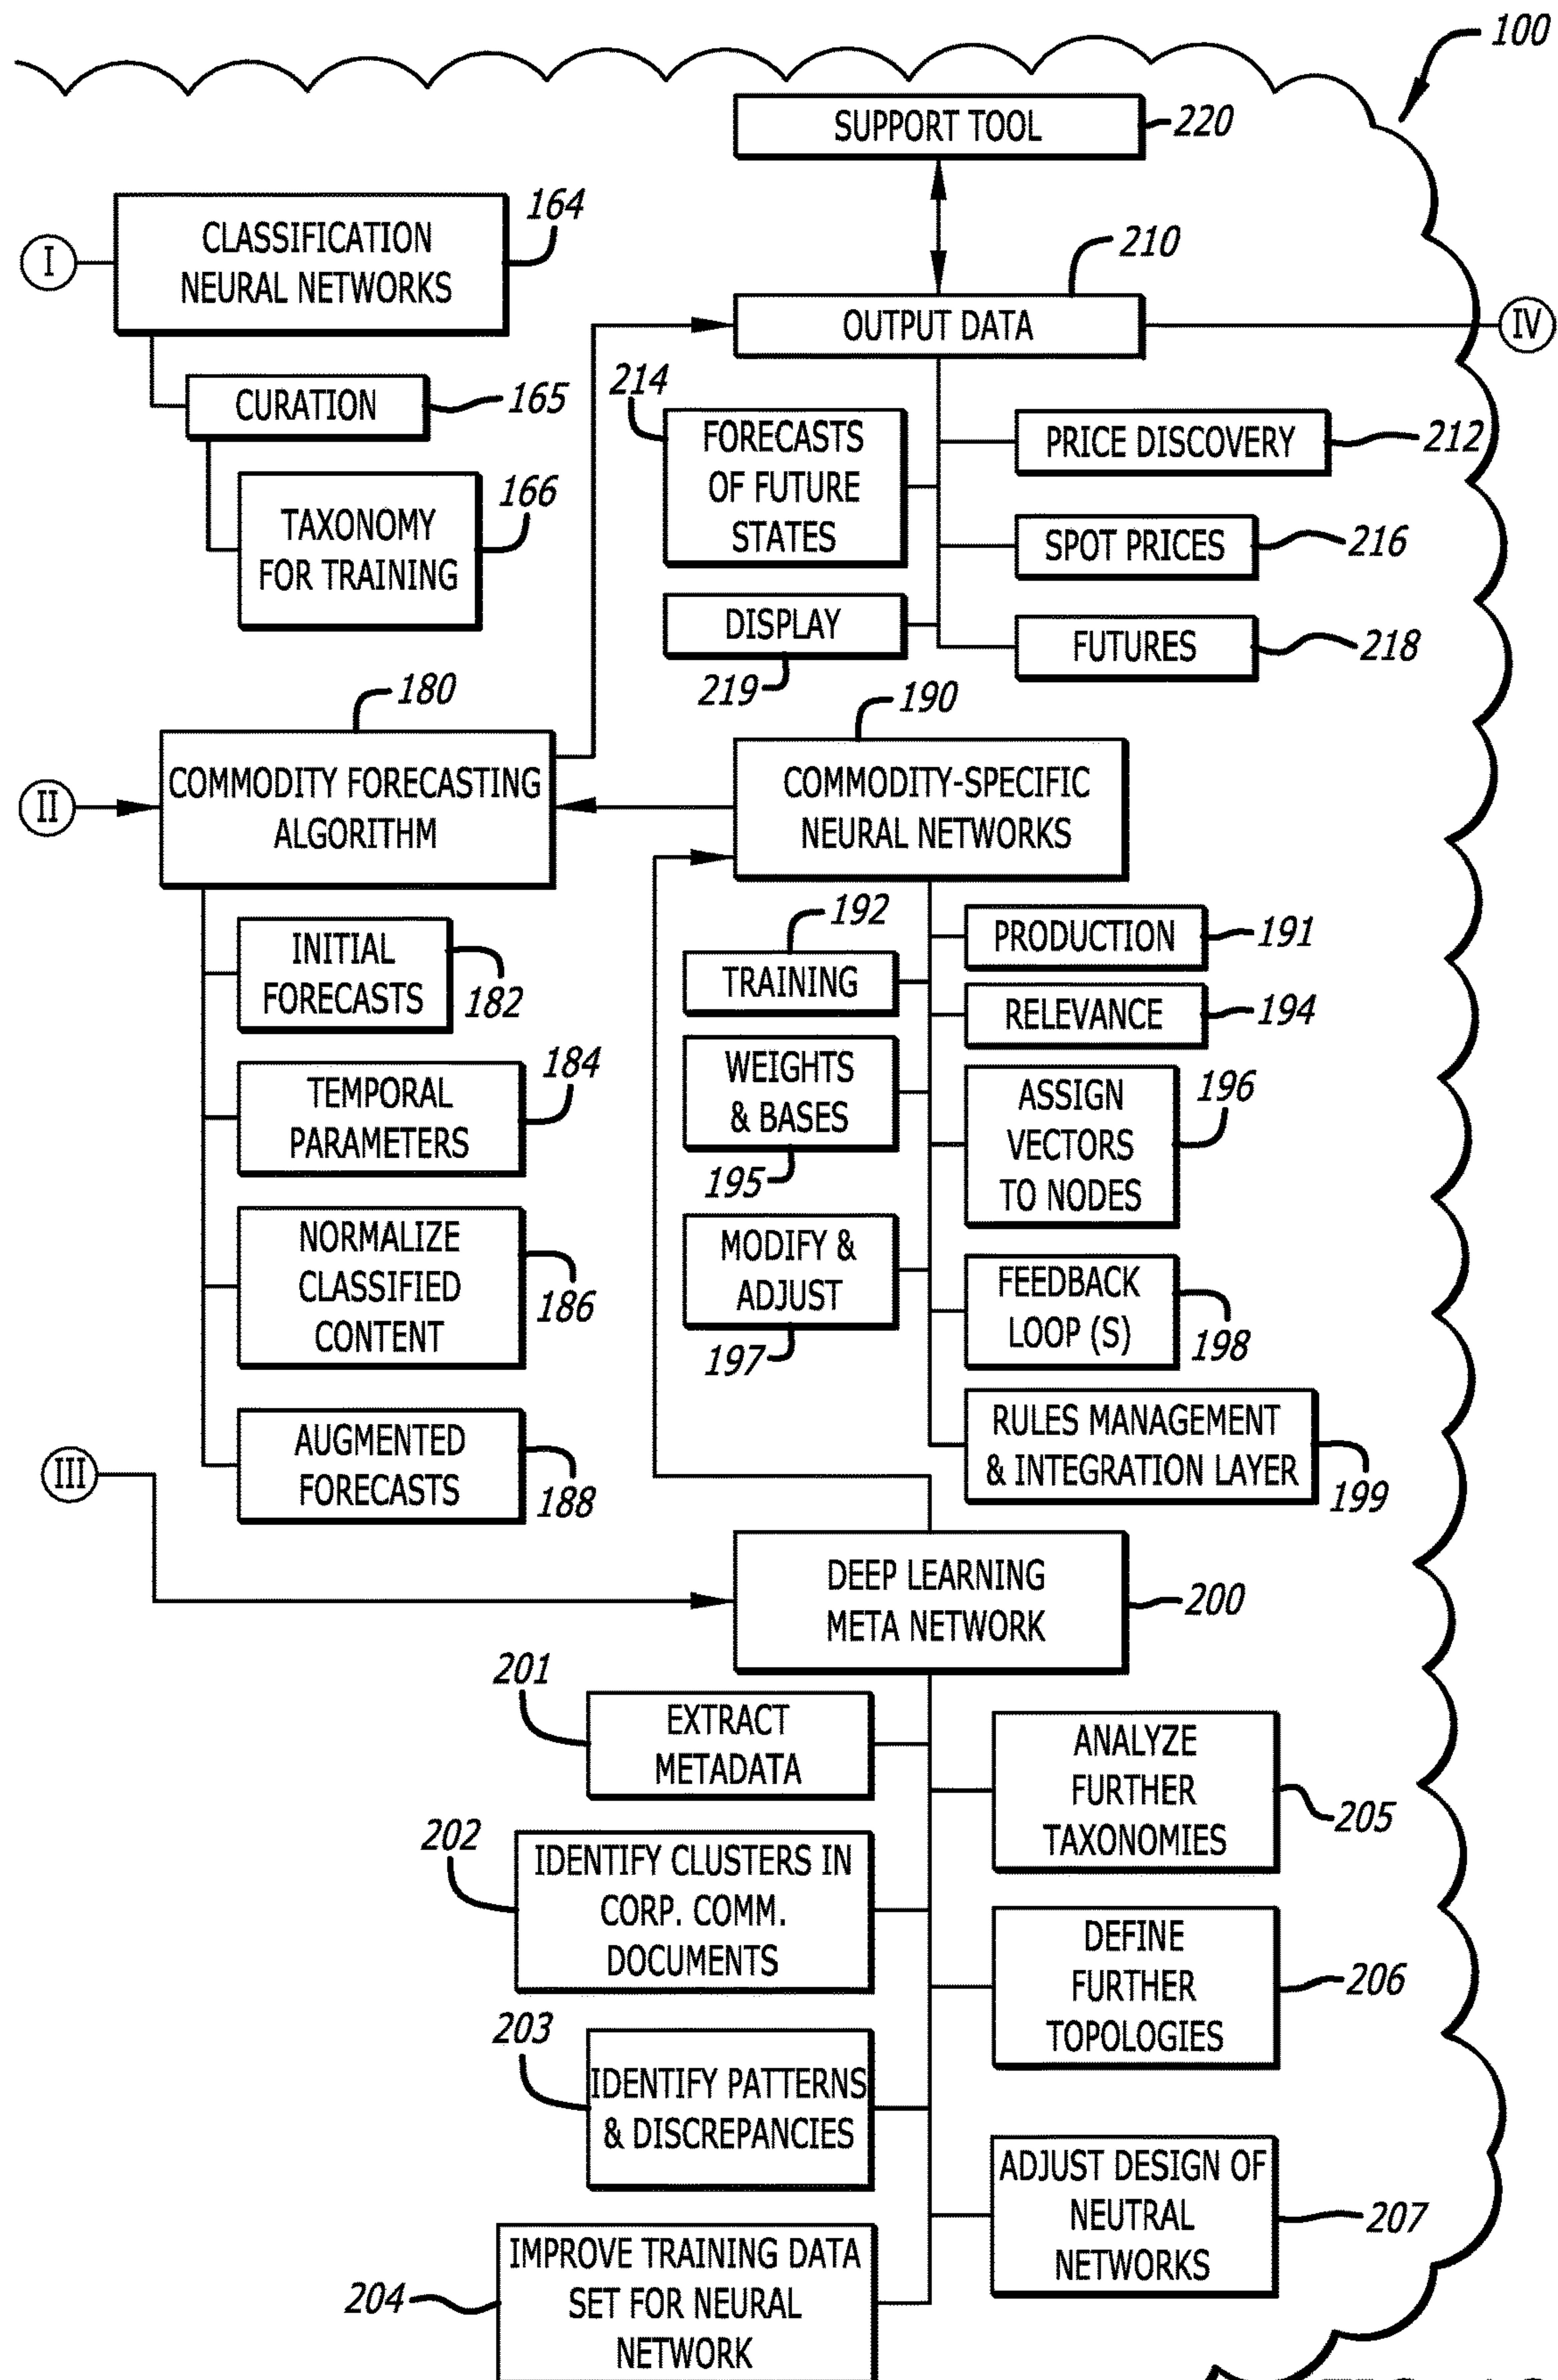 100
SUPPORT TOOL
220
I
CLASSIFICATION
NEURAL NETWORKS
164
CURATION
165
TAXONOMY
FOR TRAINING
166
210
OUTPUT DATA
IV
214
FORECASTS
OF FUTURE
STATES
PRICE DISCOVERY
212
SPOT PRICES
216
DISPLAY
219
FUTURES
218
II
180
COMMODITY FORECASTING
ALGORITHM
190
COMMODITY-SPECIFIC
NEURAL NETWORKS
INITIAL
FORECASTS
182
TEMPORAL
PARAMETERS
184
NORMALIZE
CLASSIFIED
CONTENT
186
AUGMENTED
FORECASTS
188
192
TRAINING
PRODUCTION
191
RELEVANCE
194
WEIGHTS
& BASES
195
ASSIGN
VECTORS
TO NODES
196
MODIFY &
ADJUST
197
FEEDBACK
LOOP (S)
198
RULES MANAGEMENT
& INTEGRATION LAYER
199
III
DEEP LEARNING
META NETWORK
200
201
EXTRACT
METADATA
ANALYZE
FURTHER
TAXONOMIES
205
202
IDENTIFY CLUSTERS IN
CORP. COMM.
DOCUMENTS
DEFINE
FURTHER
TOPOLOGIES
206
203
IDENTIFY PATTERNS
& DISCREPANCIES
ADJUST DESIGN OF
NEUTRAL
NETWORKS
207
204
IMPROVE TRAINING DATA
SET FOR NEURAL
NETWORK